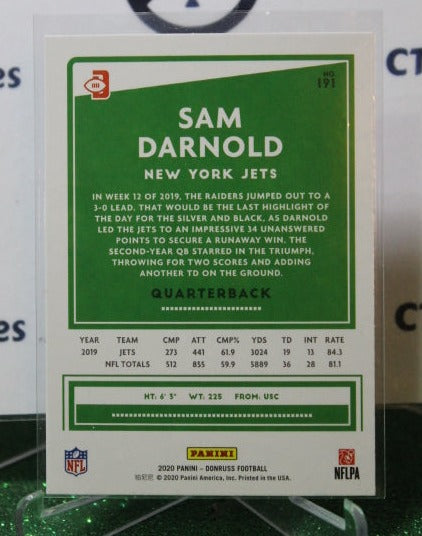 CT
es
CT
NO.
191
SAM
DARNOLD
NEW YORK JETS
IN WEEK 12 OF 2019, THE RAIDERS JUMPED OUT TO A
3-0 LEAD. THAT WOULD BE THE LAST HIGHLIGHT OF
THE DAY FOR THE SILVER AND BLACK, AS DARNOLD
LED THE JETS TO AN IMPRESSIVE 34 UNANSWERED
POINTS TO SECURE A RUNAWAY WIN. THE
SECOND-YEAR QB STARRED IN THE TRIUMPH,
THROWING FOR TWO SCORES AND ADDING
ANOTHER TD ON THE GROUND.
QUARTERBACK
YEAR TEAM CMP ATT CMP% YDS TD INT RATE
2019 JETS 273 441 61.9 3024 19 13 84.3
NFL TOTALS 512 855 59.9 5889 36 28 81.1
HT: 6' 3" WT: 225 FROM: USC
NFL
PANINI
NFLPA
2020 PANINI – DONRUSS FOOTBALL
帕尼尼 © 2020 Panini America, Inc. Printed in the USA.